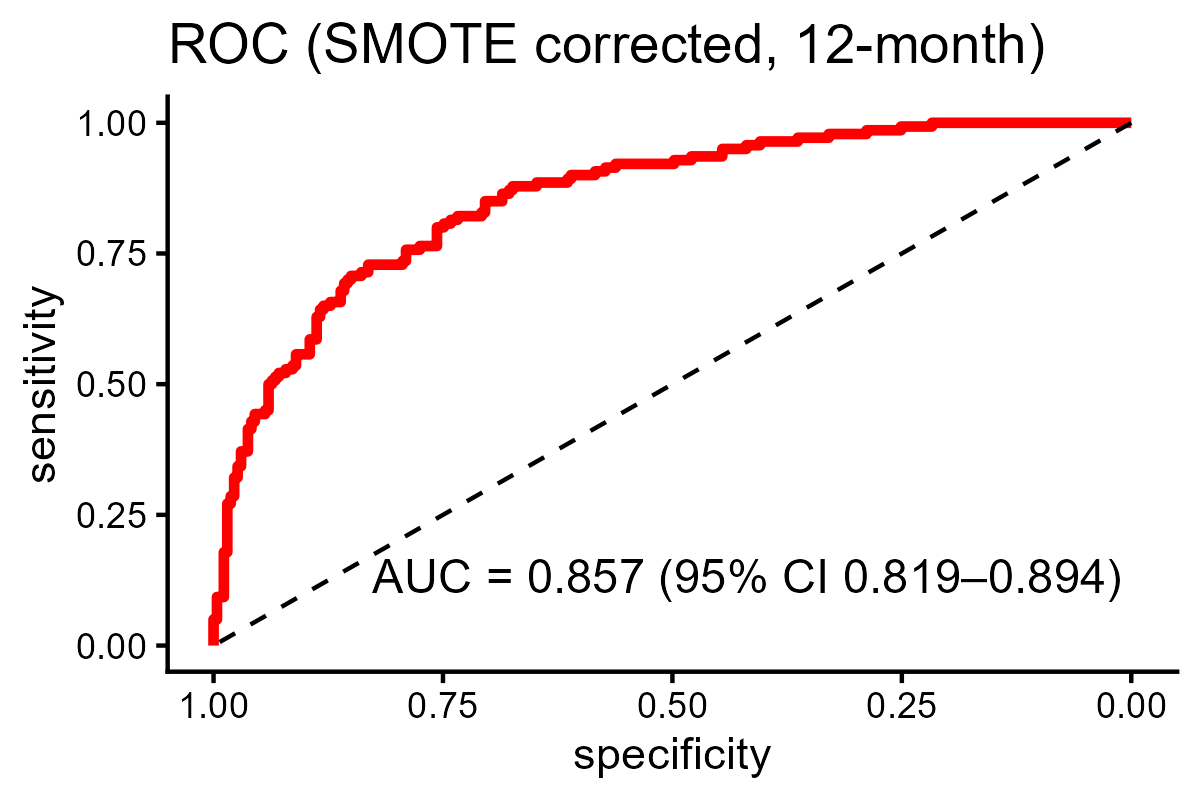 ROC (SMOTE corrected, 12-month)
1.00
0.75
0.50
0.25
0.00
sensitivity
AUC = 0.857 (95% CI 0.819–0.894)
1.00 0.75 0.50 0.25 0.00
specificity